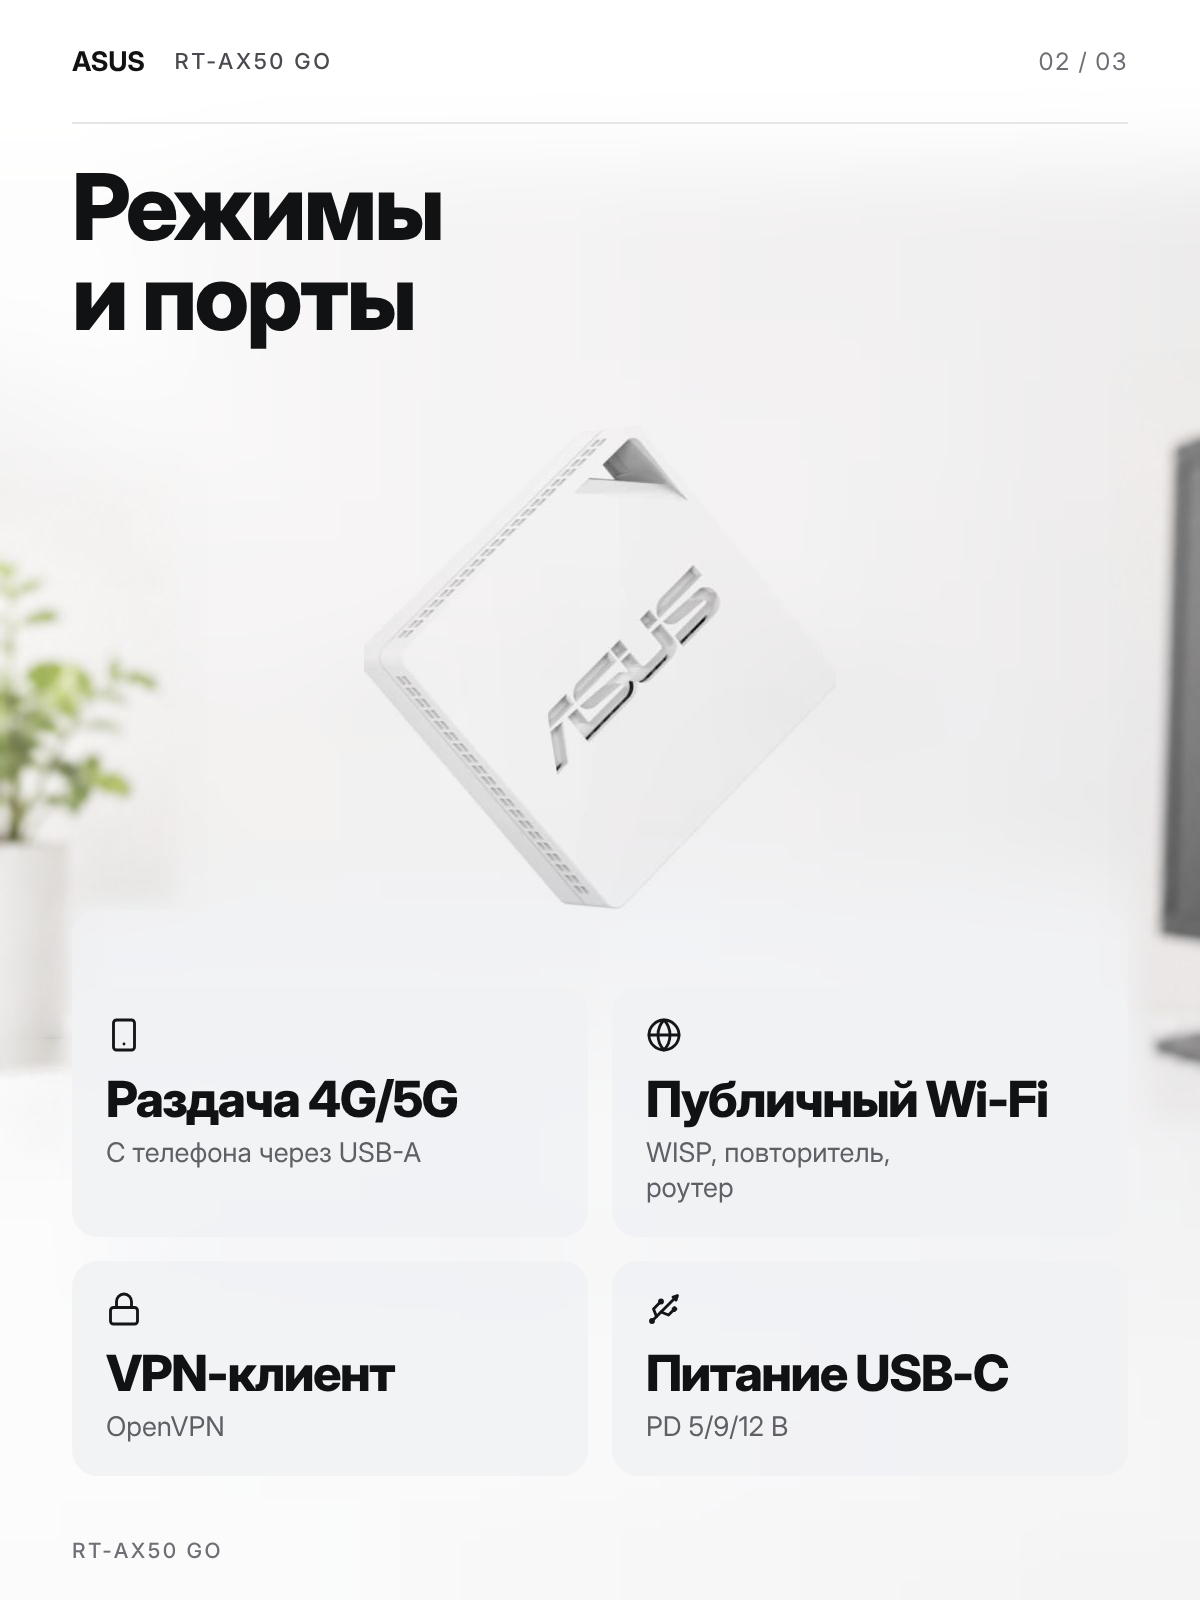 ASUS RT-AX50 GO 02 / 03
Режимы
и порты
ASUS
Раздача 4G/5G
С телефона через USB-A
Публичный Wi-Fi
WISP, повторитель,
роутер
VPN-клиент
OpenVPN
Питание USB-C
PD 5/9/12 В
RT-AX50 GO